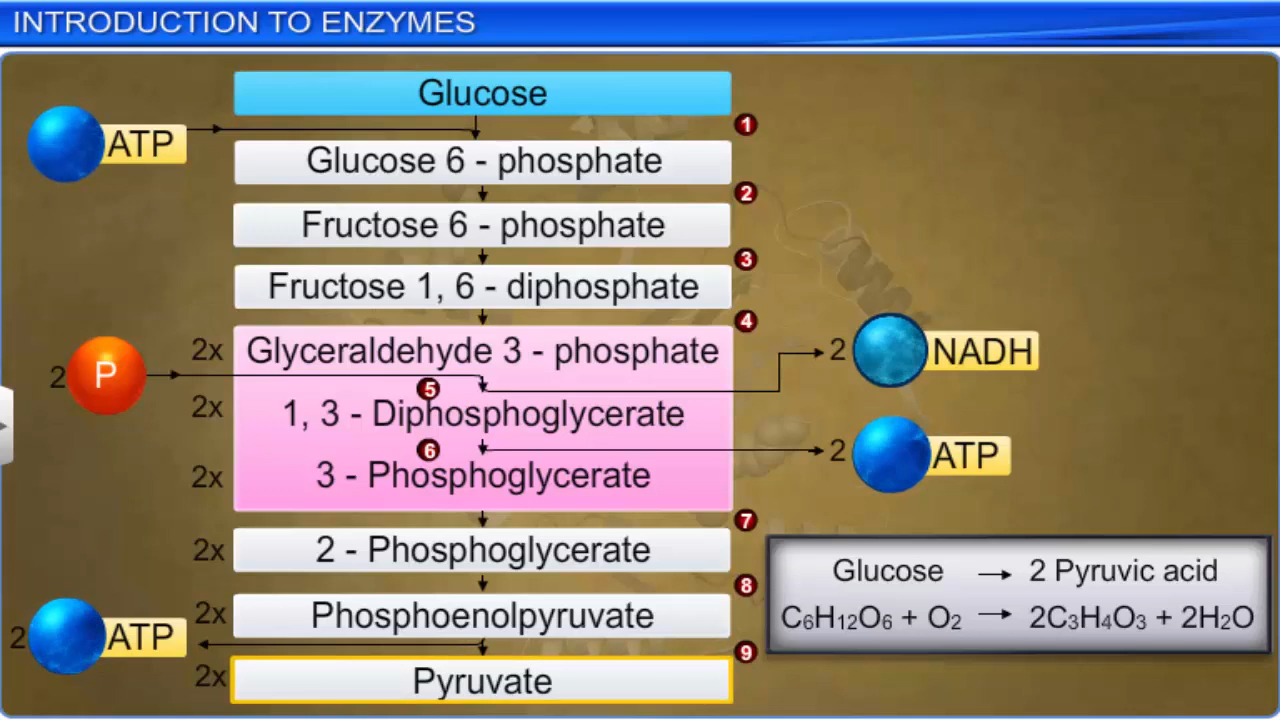 INTRODUCTION TO ENZYMES
Glucose
1
ATP
Glucose 6 - phosphate
2
Fructose 6 - phosphate
3
Fructose 1, 6 - diphosphate
4
2x Glyceraldehyde 3 - phosphate
2 NADH
2 P
5
2x 1, 3 - Diphosphoglycerate
6
2 ATP
2x 3 - Phosphoglycerate
7
2x 2 - Phosphoglycerate
8
2x Phosphoenolpyruvate
2 ATP
9
2x Pyruvate
Glucose → 2 Pyruvic acid
C₆H₁₂O₆ + O₂ → 2C₃H₄O₃ + 2H₂O